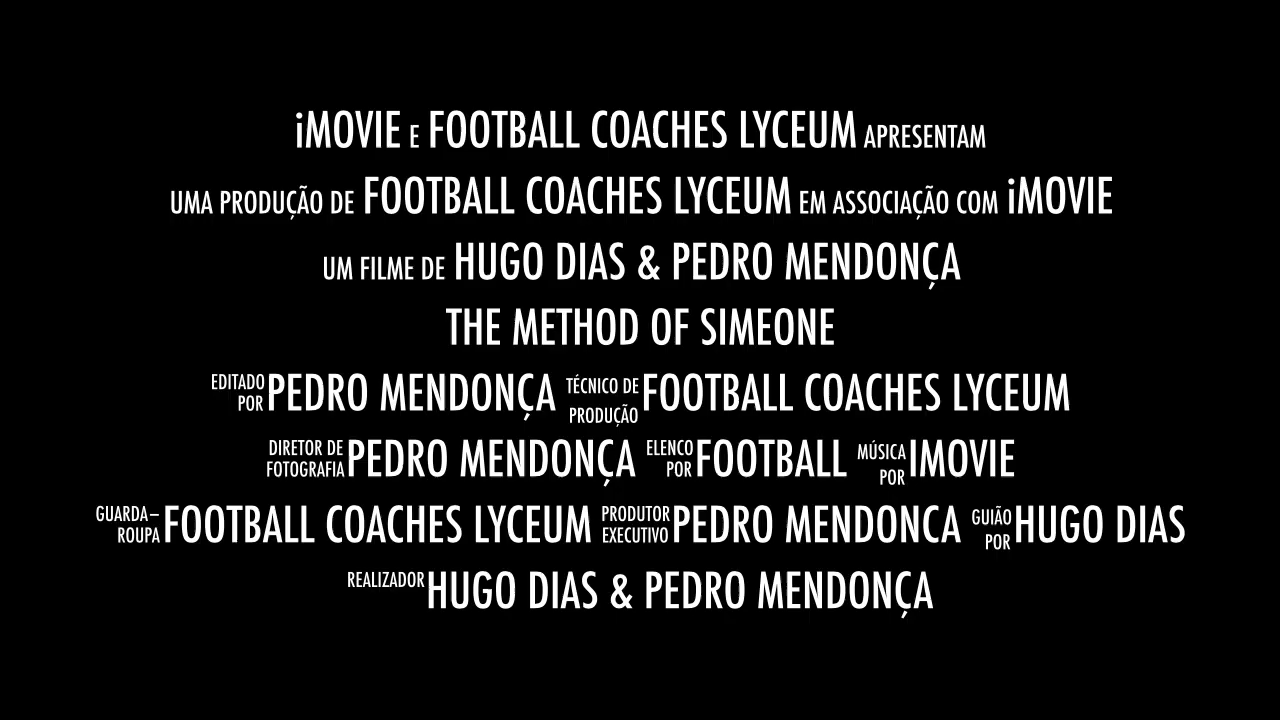 iMOVIE E FOOTBALL COACHES LYCEUM APRESENTAM
UMA PRODUÇÃO DE FOOTBALL COACHES LYCEUM EM ASSOCIAÇÃO COM iMOVIE
UM FILME DE HUGO DIAS & PEDRO MENDONÇA
THE METHOD OF SIMEONE
EDITADO POR PEDRO MENDONÇA TÉCNICO DE PRODUÇÃO FOOTBALL COACHES LYCEUM
DIRETOR DE FOTOGRAFIA PEDRO MENDONÇA ELENCO POR FOOTBALL MÚSICA POR IMOVIE
GUARDA–ROUPA FOOTBALL COACHES LYCEUM PRODUTOR EXECUTIVO PEDRO MENDONCA GUIÃO POR HUGO DIAS
REALIZADOR HUGO DIAS & PEDRO MENDONÇA